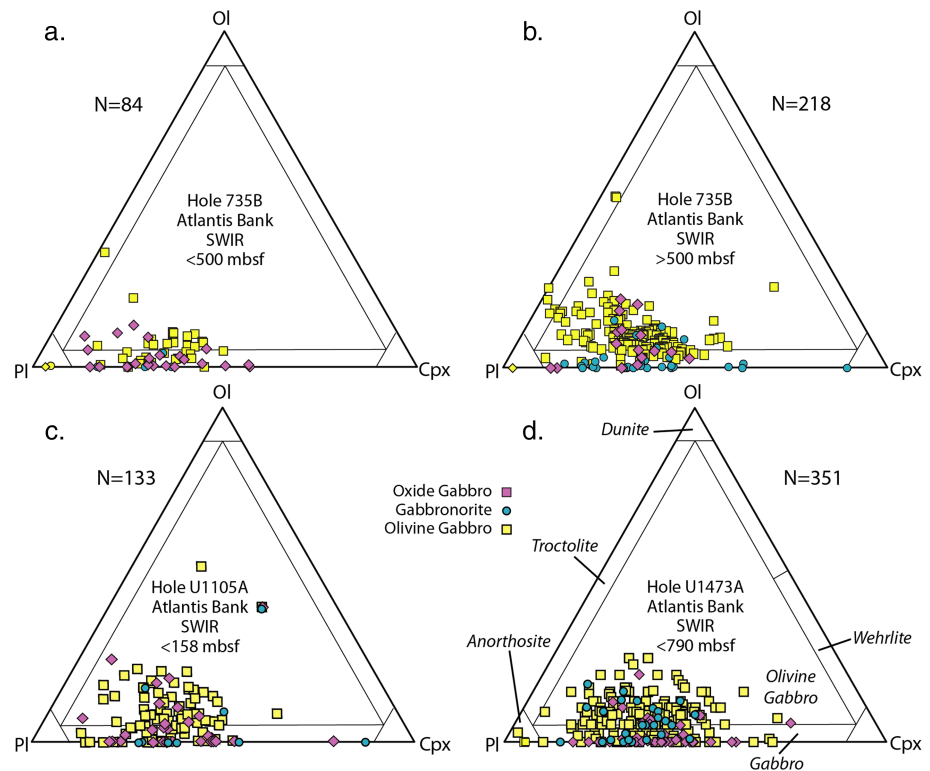 a.
Ol
N=84
Hole 735B
Atlantis Bank
SWIR
<500 mbsf
Pl
Cpx
b.
Ol
N=218
Hole 735B
Atlantis Bank
SWIR
>500 mbsf
Pl
Cpx
c.
Ol
N=133
Hole U1105A
Atlantis Bank
SWIR
<158 mbsf
Pl
Cpx
Oxide Gabbro
Gabbronorite
Olivine Gabbro
d.
Ol
Dunite
N=351
Troctolite
Hole U1473A
Atlantis Bank
SWIR
<790 mbsf
Anorthosite
Wehrlite
Olivine
Gabbro
Pl
Cpx
Gabbro